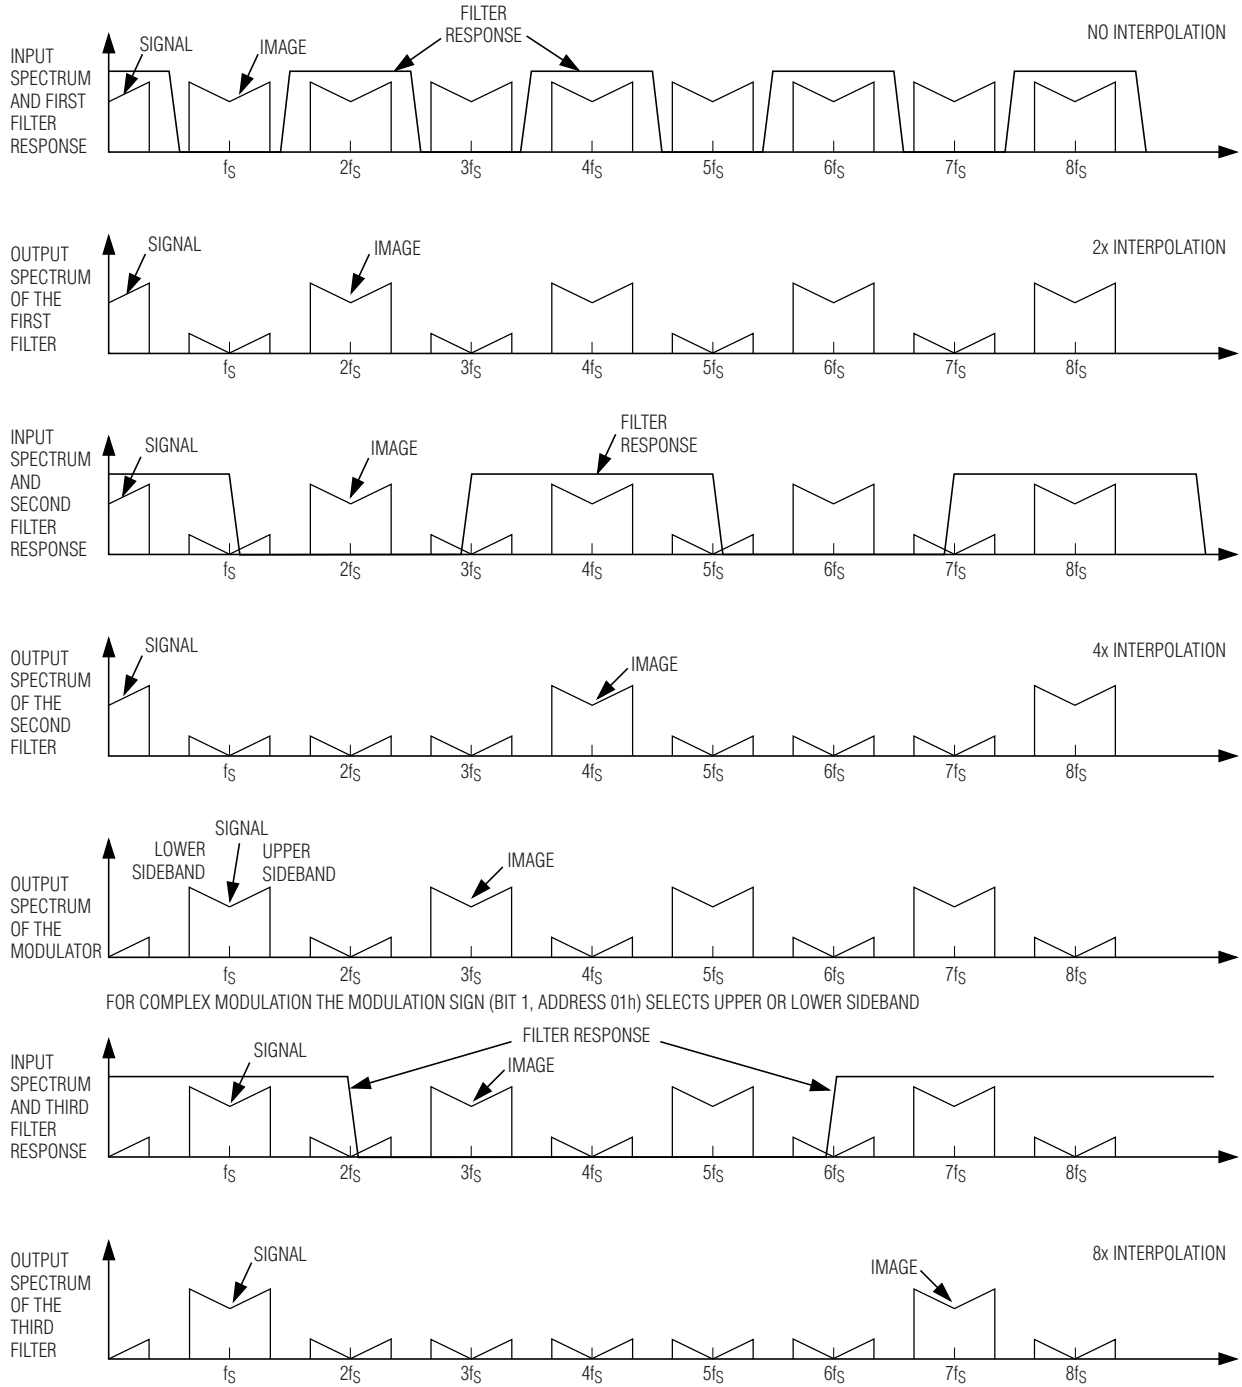 FILTER
RESPONSE
NO INTERPOLATION
SIGNAL
IMAGE
INPUT
SPECTRUM
AND FIRST
FILTER
RESPONSE
fS
2fS
3fS
4fS
5fS
6fS
7fS
8fS
2x INTERPOLATION
SIGNAL
IMAGE
OUTPUT
SPECTRUM
OF THE
FIRST
FILTER
fS
2fS
3fS
4fS
5fS
6fS
7fS
8fS
FILTER
RESPONSE
SIGNAL
IMAGE
INPUT
SPECTRUM
AND
SECOND
FILTER
RESPONSE
fS
2fS
3fS
4fS
5fS
6fS
7fS
8fS
SIGNAL
IMAGE
4x INTERPOLATION
OUTPUT
SPECTRUM
OF THE
SECOND
FILTER
fS
2fS
3fS
4fS
5fS
6fS
7fS
8fS
SIGNAL
LOWER
SIDEBAND
UPPER
SIDEBAND
IMAGE
OUTPUT
SPECTRUM
OF THE
MODULATOR
fS
2fS
3fS
4fS
5fS
6fS
7fS
8fS
FOR COMPLEX MODULATION THE MODULATION SIGN (BIT 1, ADDRESS 01h) SELECTS UPPER OR LOWER SIDEBAND
FILTER RESPONSE
SIGNAL
IMAGE
INPUT
SPECTRUM
AND THIRD
FILTER
RESPONSE
fS
2fS
3fS
4fS
5fS
6fS
7fS
8fS
SIGNAL
IMAGE
8x INTERPOLATION
OUTPUT
SPECTRUM
OF THE
THIRD
FILTER
fS
2fS
3fS
4fS
5fS
6fS
7fS
8fS